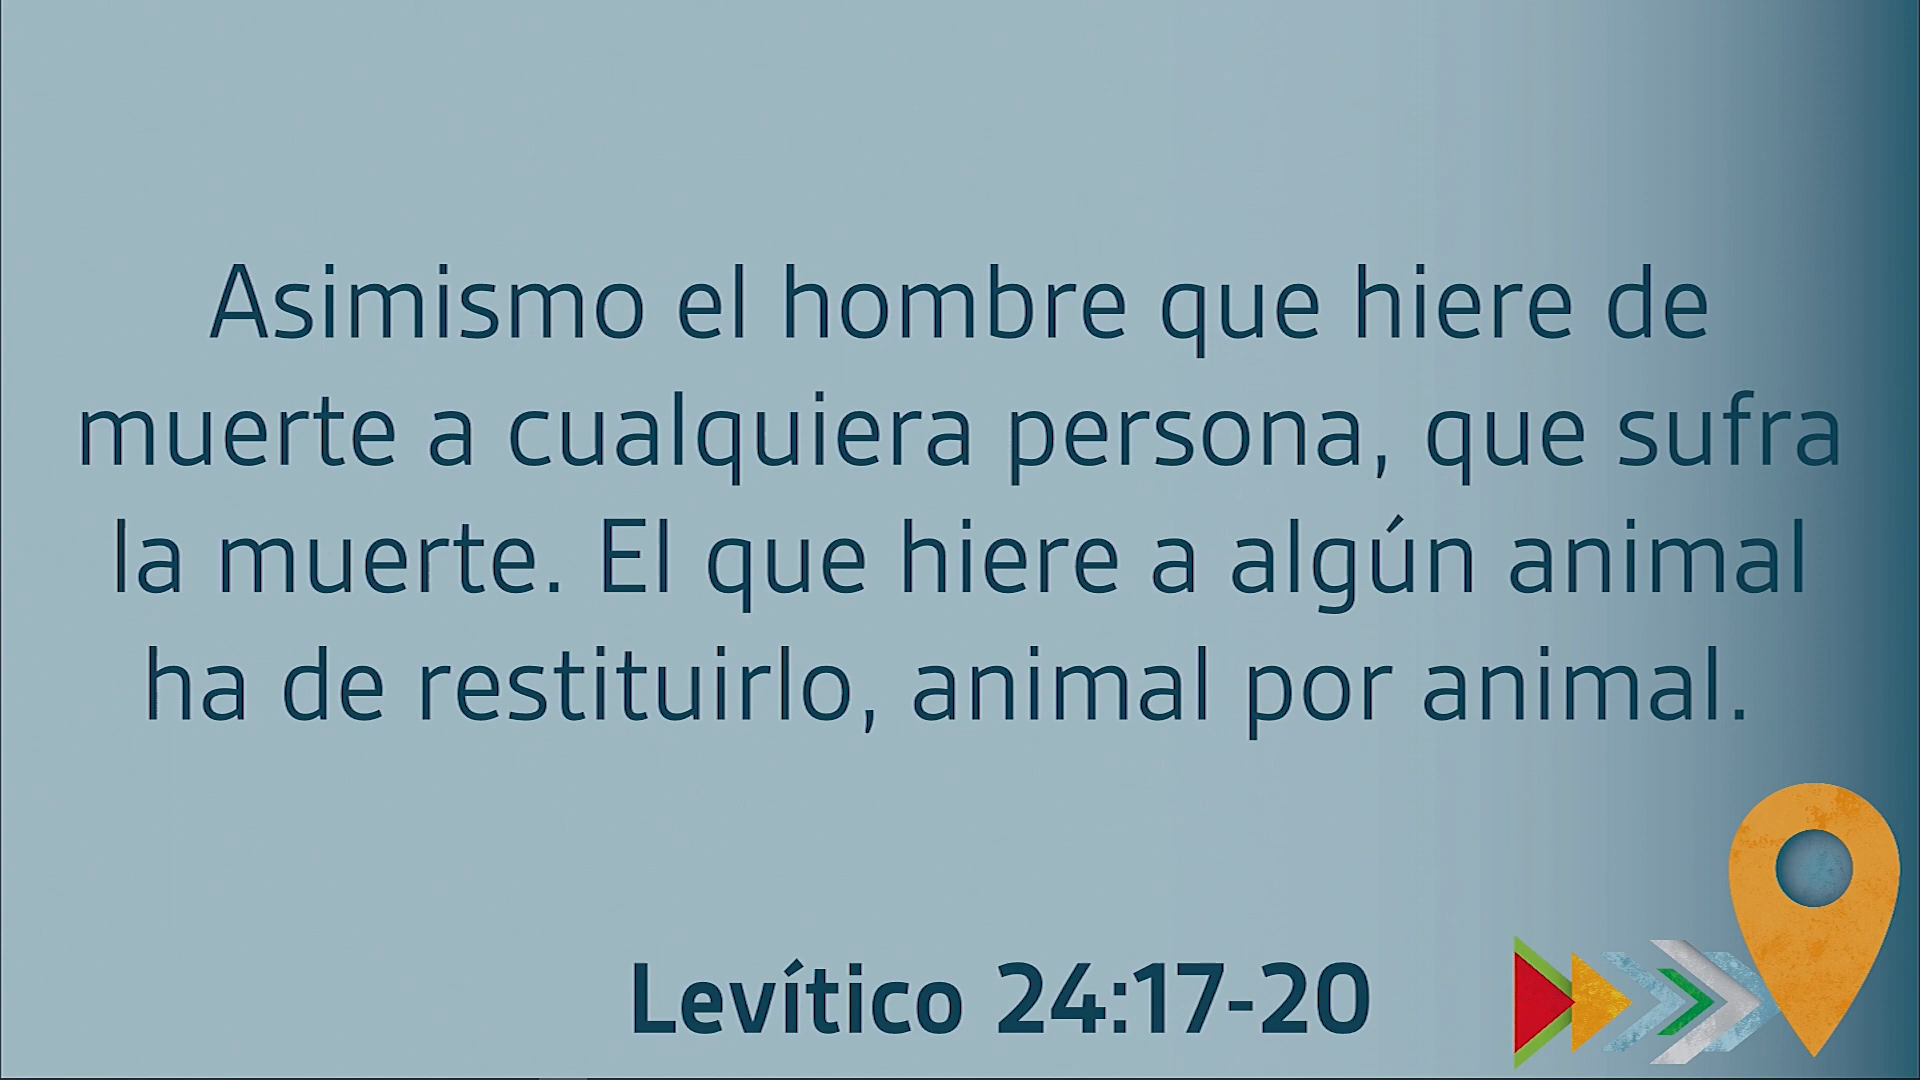 Asimismo el hombre que hiere de
muerte a cualquiera persona, que sufra
la muerte. El que hiere a algún animal
ha de restituirlo, animal por animal.
Levítico 24:17-20